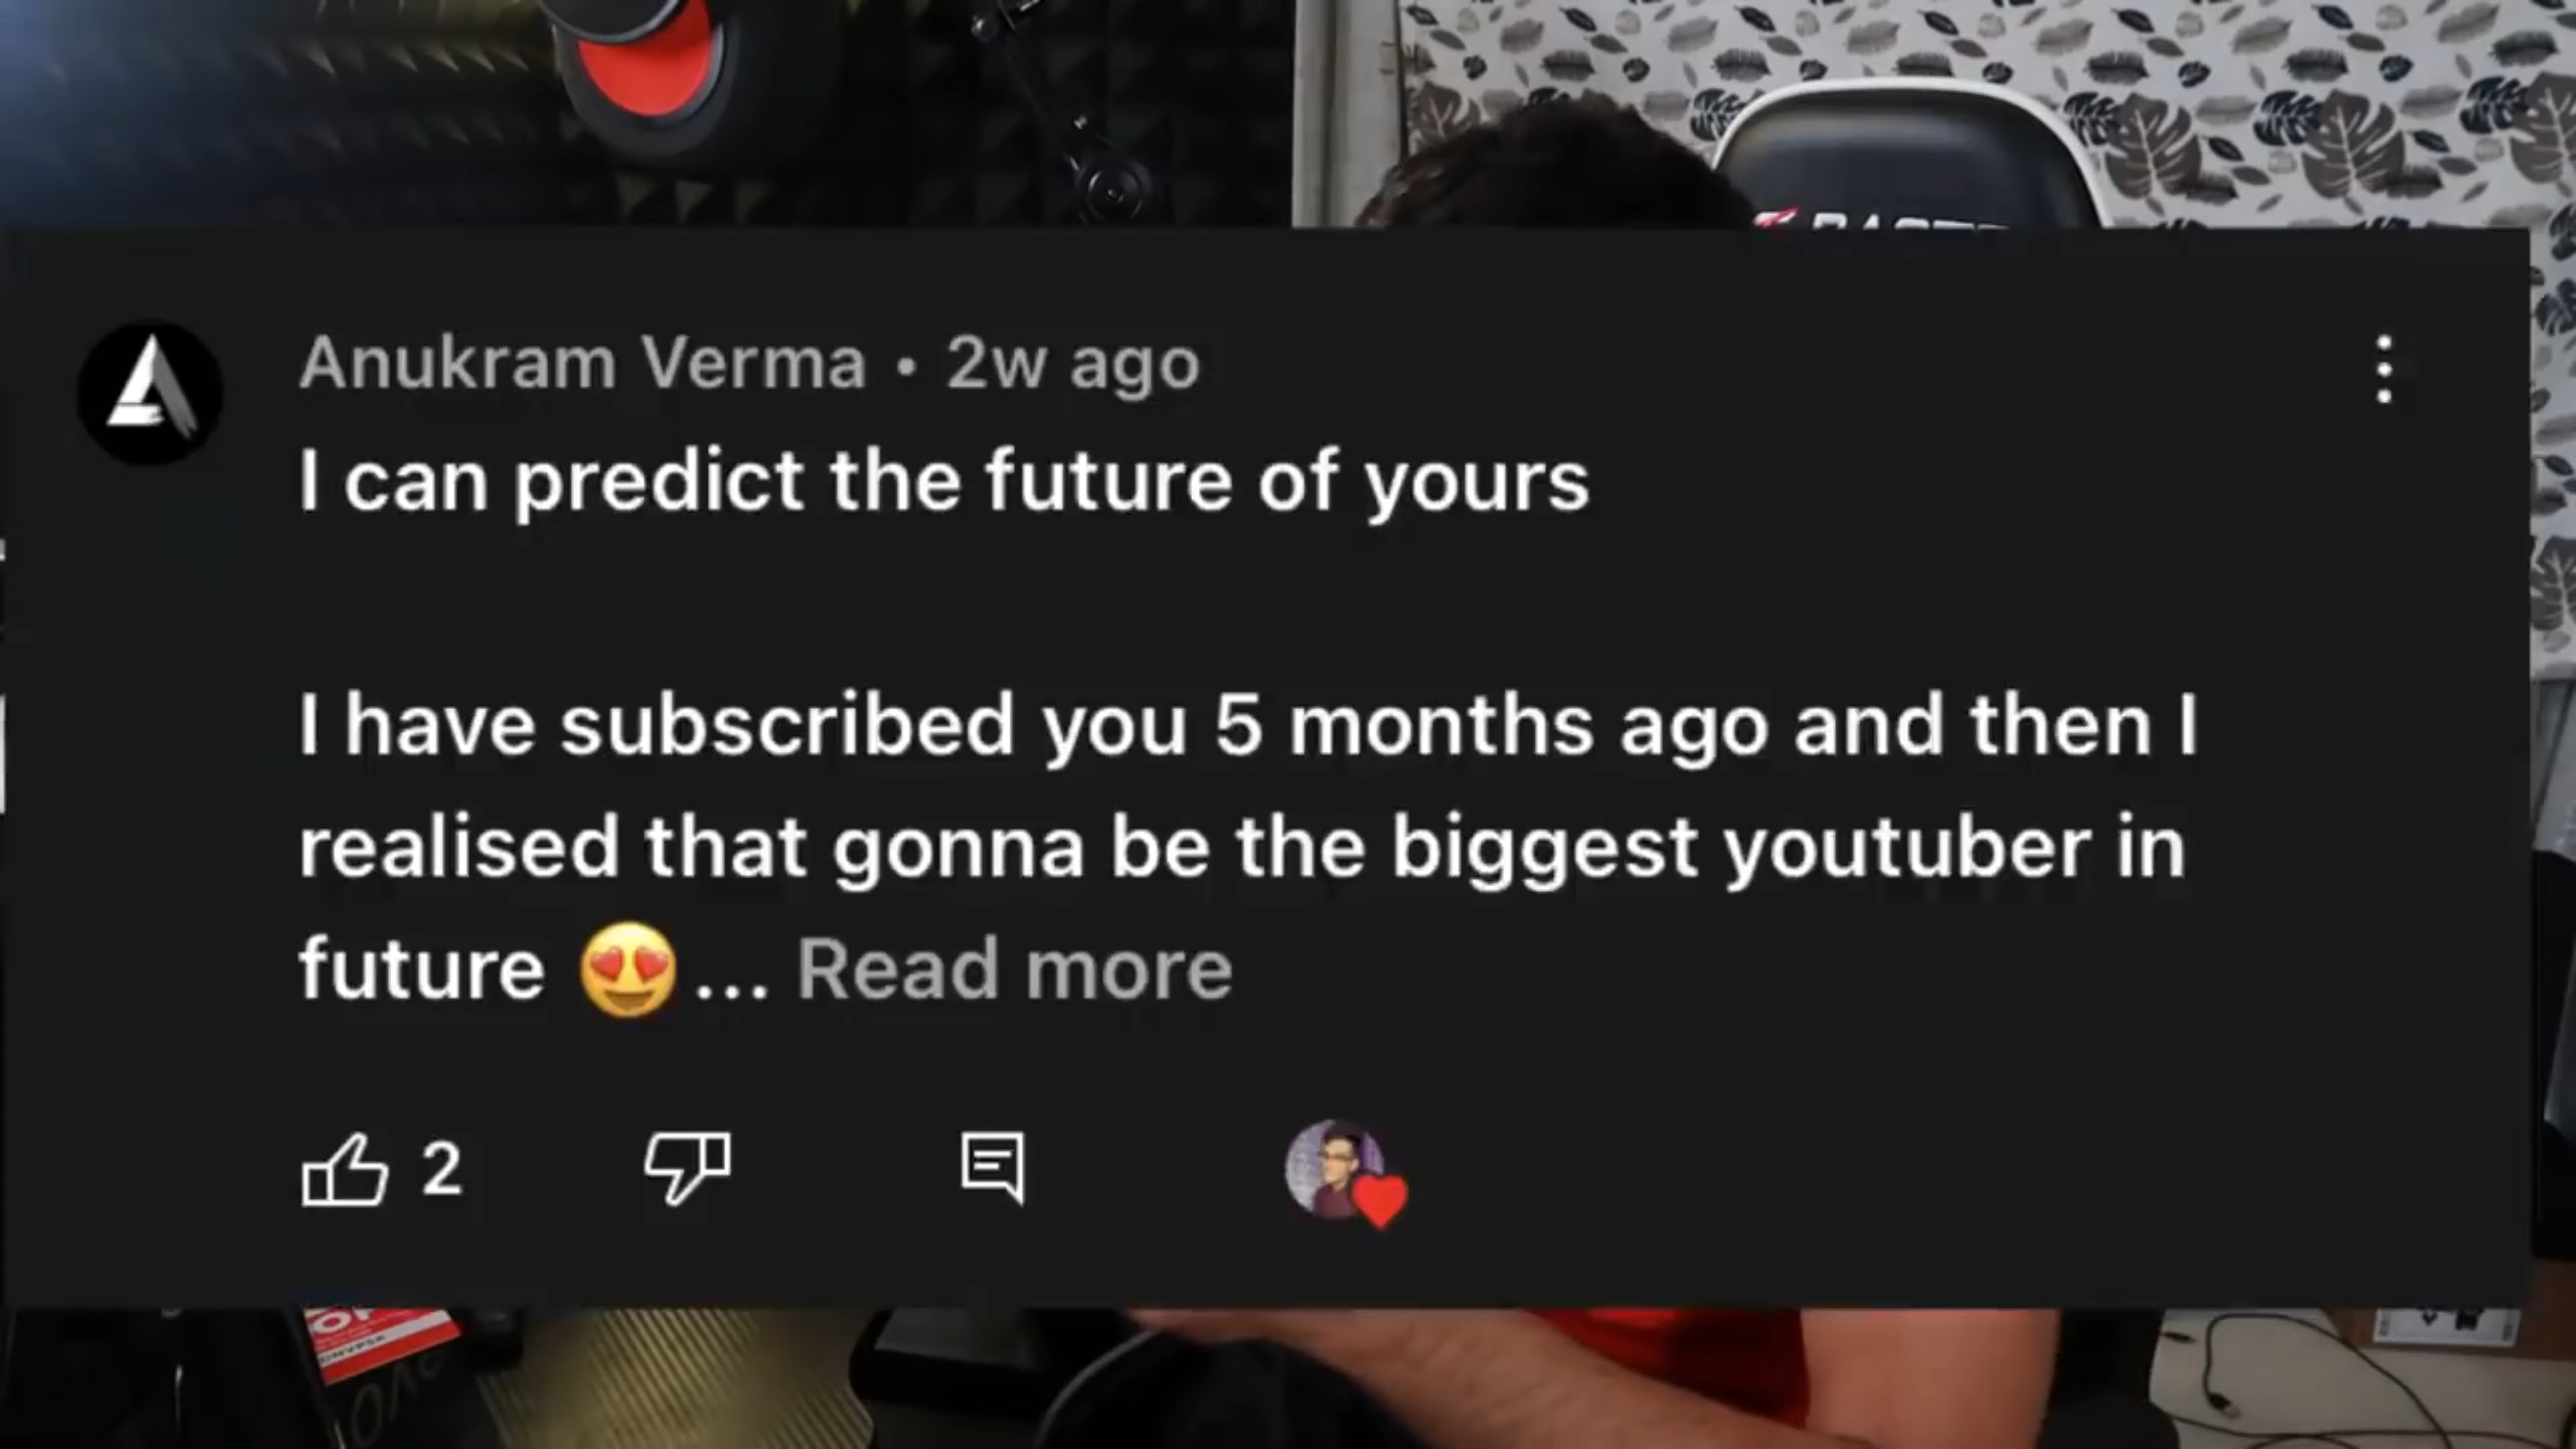 Anukram Verma • 2w ago
I can predict the future of yours
I have subscribed you 5 months ago and then I
realised that gonna be the biggest youtuber in
future 😍... Read more
2